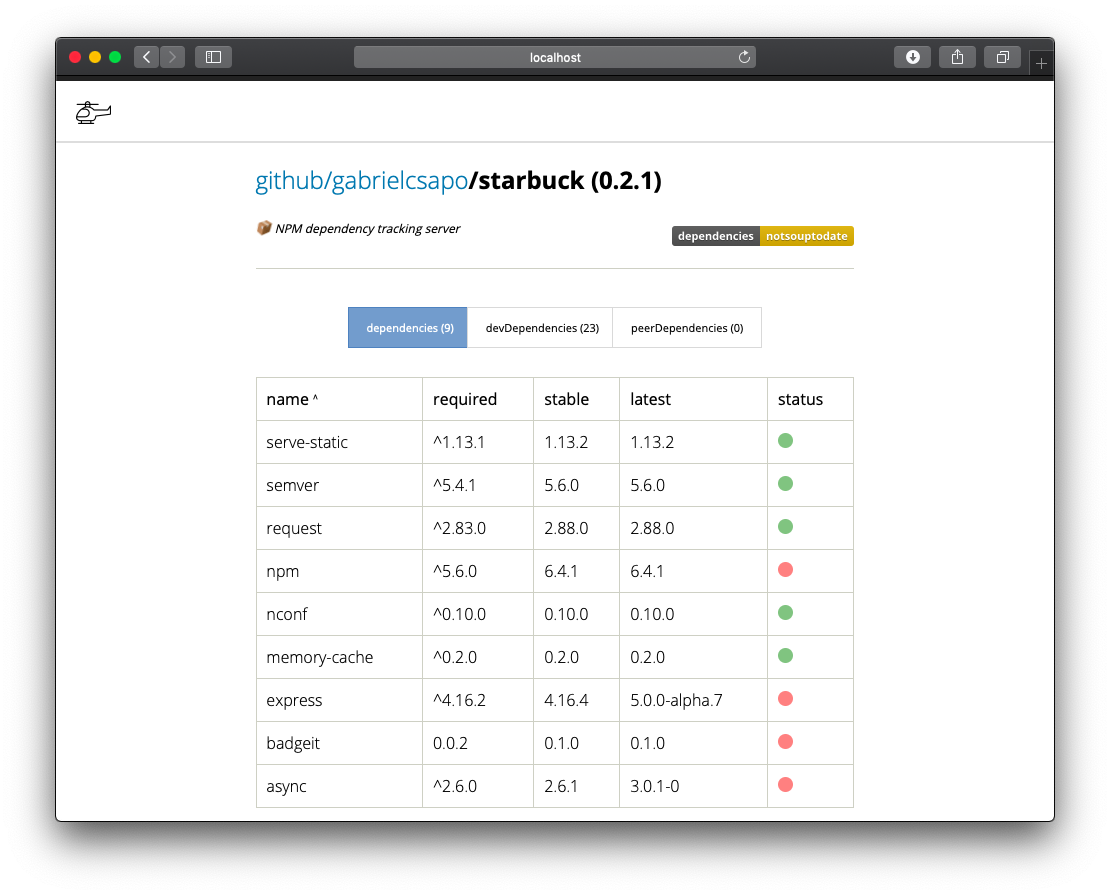 localhost
github/gabrielcsapo/starbuck (0.2.1)
NPM dependency tracking server
dependencies notsouptodate
dependencies (9) devDependencies (23) peerDependencies (0)
name ^ required stable latest status
serve-static ^1.13.1 1.13.2 1.13.2
semver ^5.4.1 5.6.0 5.6.0
request ^2.83.0 2.88.0 2.88.0
npm ^5.6.0 6.4.1 6.4.1
nconf ^0.10.0 0.10.0 0.10.0
memory-cache ^0.2.0 0.2.0 0.2.0
express ^4.16.2 4.16.4 5.0.0-alpha.7
badgeit 0.0.2 0.1.0 0.1.0
async ^2.6.0 2.6.1 3.0.1-0